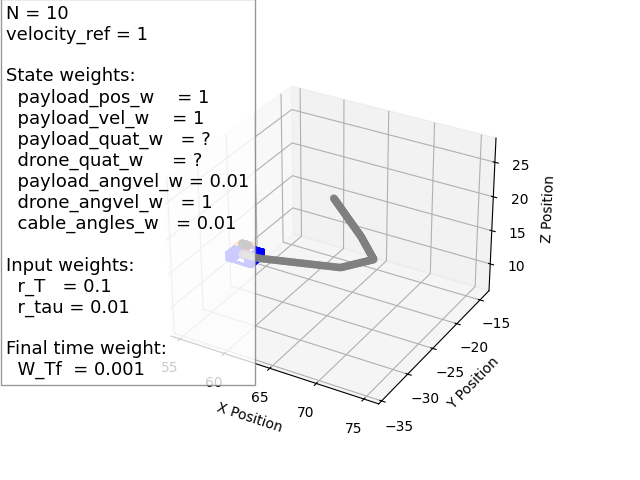 N = 10
velocity_ref = 1
State weights:
payload_pos_w = 1
payload_vel_w = 1
payload_quat_w = ?
drone_quat_w = ?
payload_angvel_w = 0.01
drone_angvel_w = 1
cable_angles_w = 0.01
Input weights:
r_T = 0.1
r_tau = 0.01
Final time weight:
W_Tf = 0.001
55
60
65
70
75
X Position
−35
−30
−25
−20
−15
Y Position
10
15
20
25
Z Position